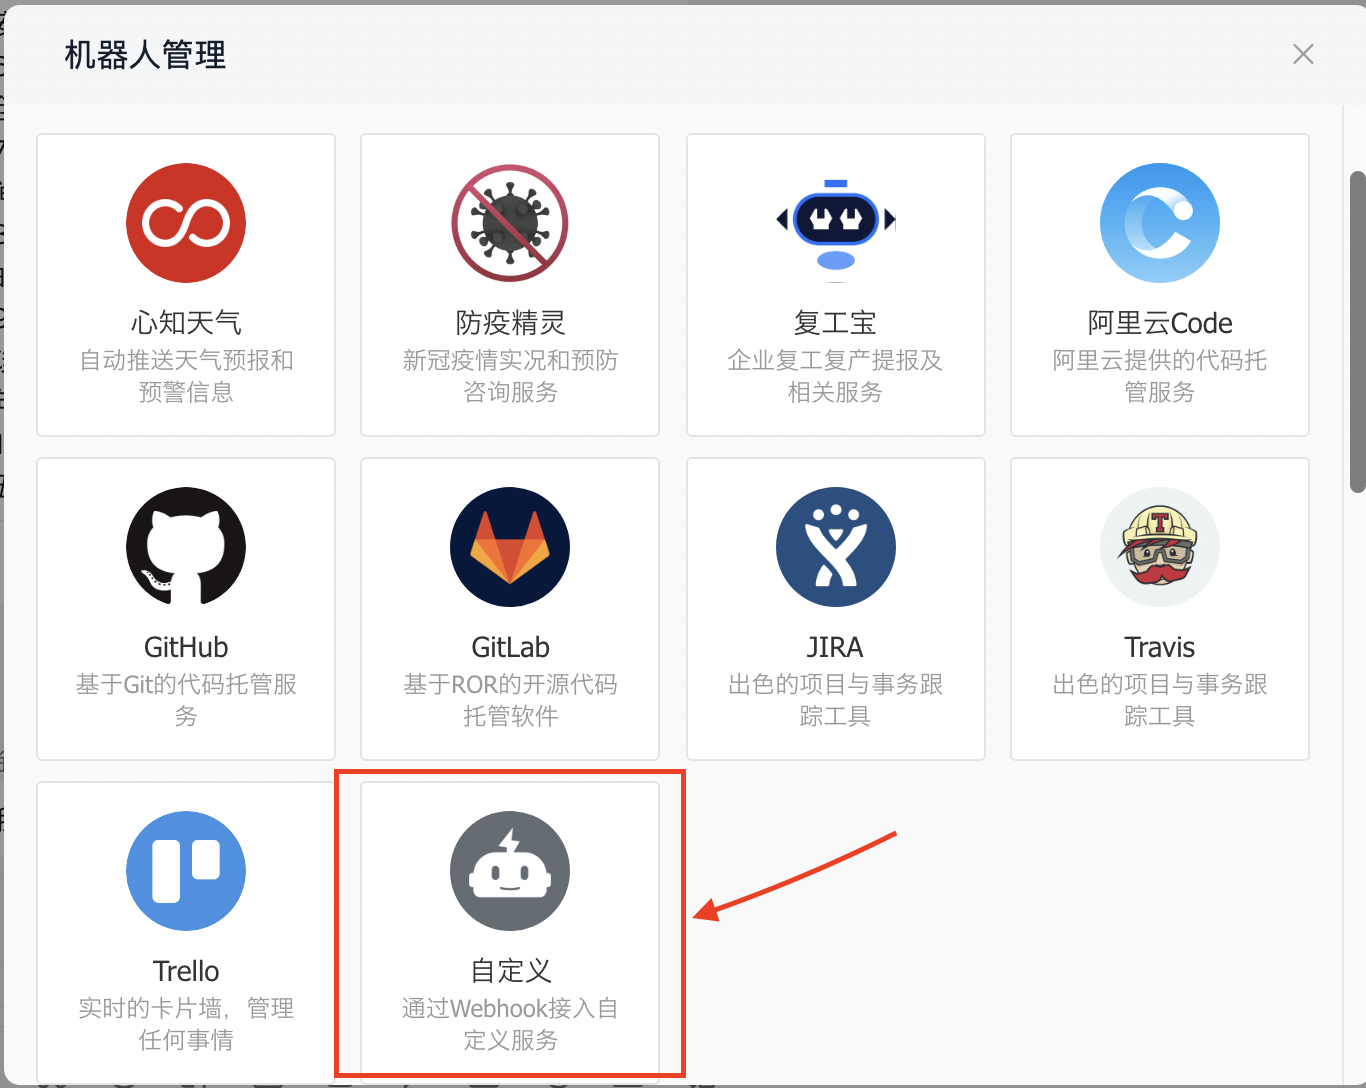 机器人管理
心知天气
自动推送天气预报和
预警信息
防疫精灵
新冠疫情实况和预防
咨询服务
复工宝
企业复工复产提报及
相关服务
阿里云Code
阿里云提供的代码托
管服务
GitHub
基于Git的代码托管服
务
GitLab
基于ROR的开源代码
托管软件
JIRA
出色的项目与事务跟
踪工具
T
Travis
出色的项目与事务跟
踪工具
Trello
实时的卡片墙，管理
任何事情
自定义
通过Webhook接入自
定义服务